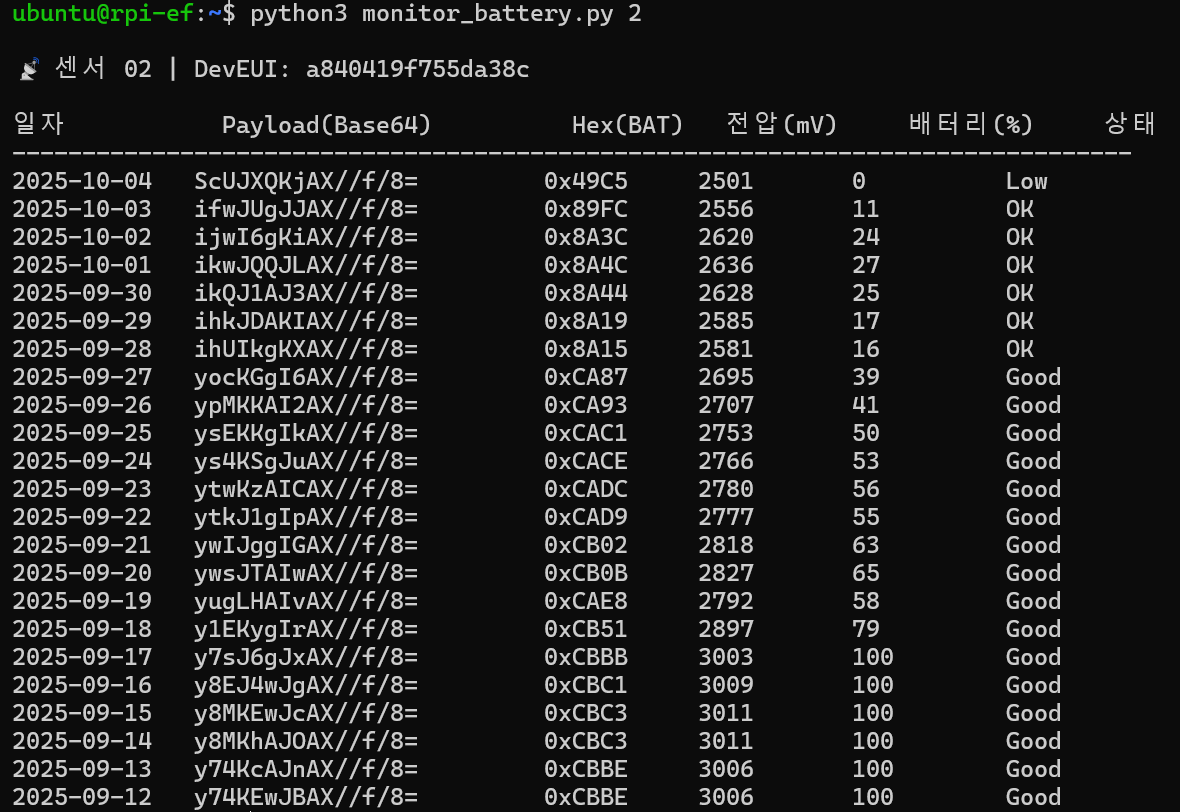 ubuntu@rpi-ef:~$ python3 monitor_battery.py 2
📡 센서 02 | DevEUI: a840419f755da38c
일자 Payload(Base64) Hex(BAT) 전압(mV) 배터리(%) 상태
--------------------------------------------------------------------------------
2025-10-04 ScUJXQKjAX//f/8= 0x49C5 2501 0 Low
2025-10-03 ifwJUgJJAX//f/8= 0x89FC 2556 11 OK
2025-10-02 ijwI6gKiAX//f/8= 0x8A3C 2620 24 OK
2025-10-01 ikwJQQJLAX//f/8= 0x8A4C 2636 27 OK
2025-09-30 ikQJ1AJ3AX//f/8= 0x8A44 2628 25 OK
2025-09-29 ihkJDAKIAX//f/8= 0x8A19 2585 17 OK
2025-09-28 ihUIkgKXAX//f/8= 0x8A15 2581 16 OK
2025-09-27 yocKGgI6AX//f/8= 0xCA87 2695 39 Good
2025-09-26 ypMKKAI2AX//f/8= 0xCA93 2707 41 Good
2025-09-25 ysEKKgIkAX//f/8= 0xCAC1 2753 50 Good
2025-09-24 ys4KSgJuAX//f/8= 0xCACE 2766 53 Good
2025-09-23 ytwKzAICAX//f/8= 0xCADC 2780 56 Good
2025-09-22 ytkJ1gIpAX//f/8= 0xCAD9 2777 55 Good
2025-09-21 ywIJggIGAX//f/8= 0xCB02 2818 63 Good
2025-09-20 ywsJTAIwAX//f/8= 0xCB0B 2827 65 Good
2025-09-19 yugLHAIvAX//f/8= 0xCAE8 2792 58 Good
2025-09-18 y1EKygIrAX//f/8= 0xCB51 2897 79 Good
2025-09-17 y7sJ6gJxAX//f/8= 0xCBBB 3003 100 Good
2025-09-16 y8EJ4wJgAX//f/8= 0xCBC1 3009 100 Good
2025-09-15 y8MKEwJcAX//f/8= 0xCBC3 3011 100 Good
2025-09-14 y8MKhAJOAX//f/8= 0xCBC3 3011 100 Good
2025-09-13 y74KcAJnAX//f/8= 0xCBBE 3006 100 Good
2025-09-12 y74KEwJBAX//f/8= 0xCBBE 3006 100 Good